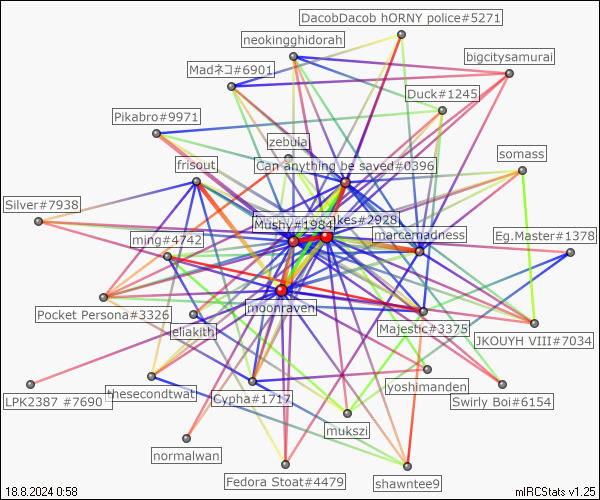 DacobDacob hORNY police#5271
neokingghidorah
bigcitysamurai
Madネコ#6901
Duck#1245
Pikabro#9971
zebulai
somass
frisout
Can anything be saved#0396
Silver#7938
Mushy#1984
ikes#2928
marcemadness
Eg.Master#1378
ming#4742
moonraven
Pocket Persona#3326
eliakith
Majestic#3375
JKOUYH VIII#7034
LPK2387 #7690
thesecondtwat
Cypha#1717
yoshimanden
Swirly Boi#6154
mukszi
normalwan
Fedora Stoat#4479
shawntee9
18.8.2024 0:58
mIRCStats v1.25